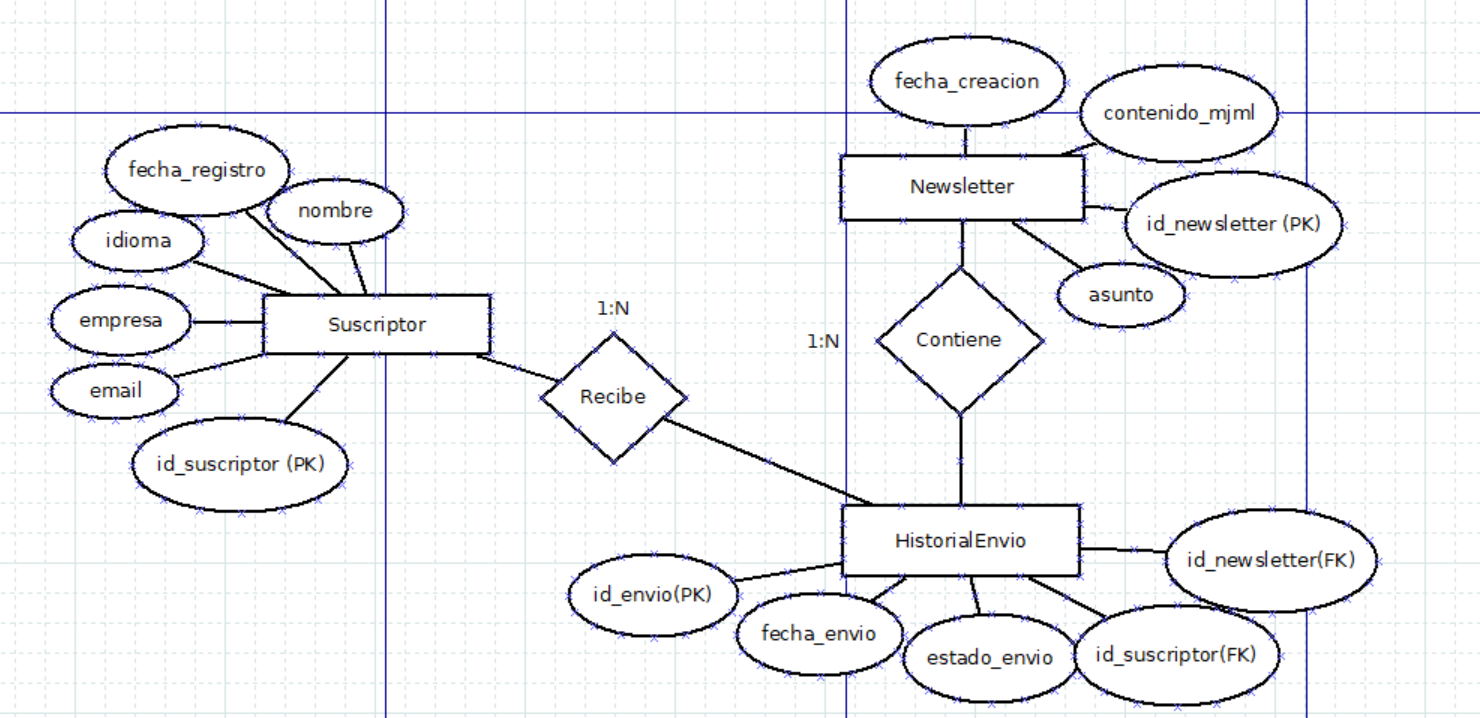 fecha_creacion
contenido_mjml
fecha_registro
Newsletter
nombre
id_newsletter (PK)
idioma
asunto
1:N
empresa
Suscriptor
1:N
Contiene
email
Recibe
id_suscriptor (PK)
HistorialEnvio
id_newsletter(FK)
id_envio(PK)
fecha_envio
estado_envio
id_suscriptor(FK)